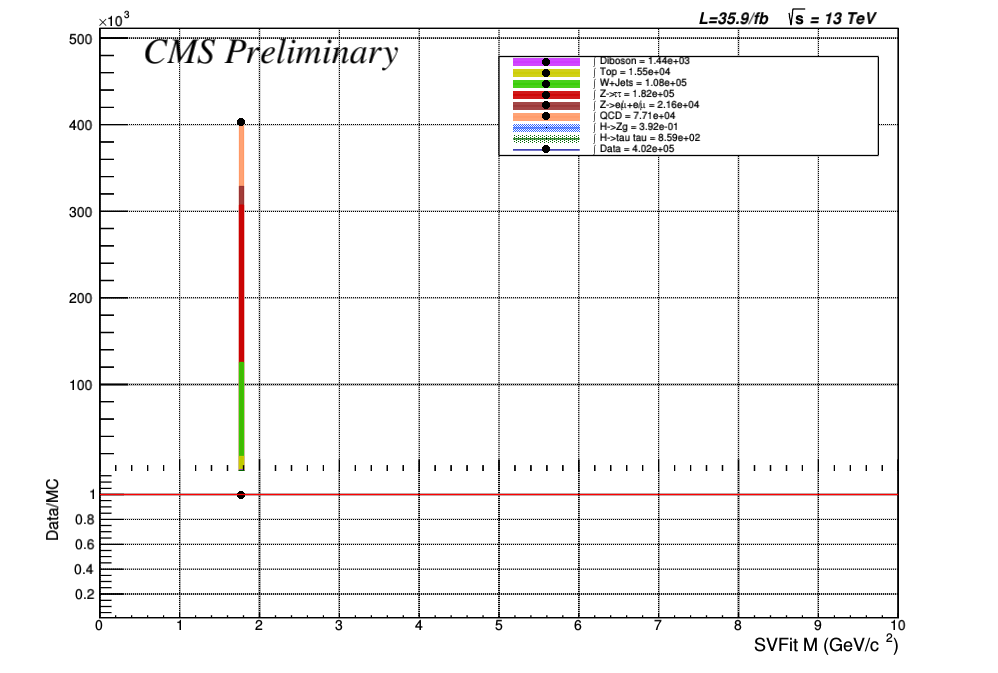 ×10³
L=35.9/fb √s = 13 TeV
CMS Preliminary
500
400
300
200
100
∫ Diboson = 1.44e+03
∫ Top = 1.55e+04
∫ W+Jets = 1.08e+05
∫ Z->ττ = 1.82e+05
∫ Z->e/μ+e/μ = 2.16e+04
∫ QCD = 7.71e+04
∫ H->Zg = 3.92e-01
∫ H->tau tau = 8.59e+02
∫ Data = 4.02e+05
Data/MC
1
0.8
0.6
0.4
0.2
0 1 2 3 4 5 6 7 8 9 10
SVFit M (GeV/c ²)